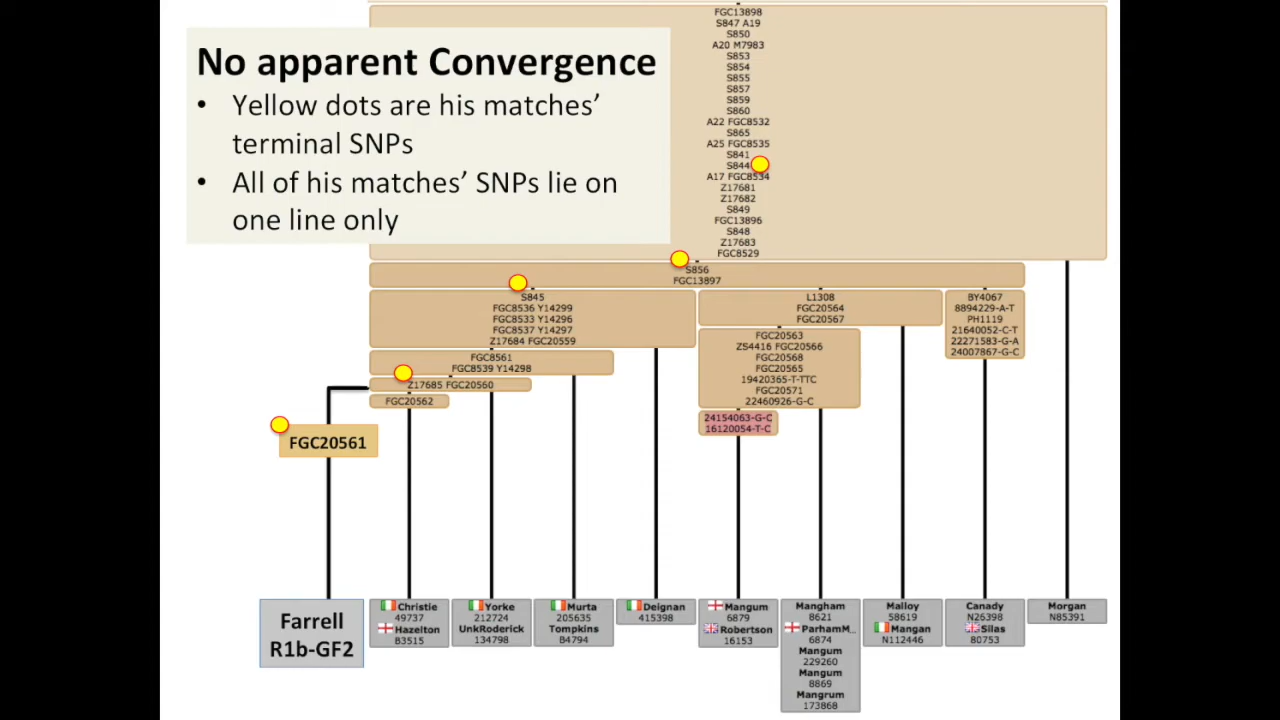 No apparent Convergence
• Yellow dots are his matches’
terminal SNPs
• All of his matches’ SNPs lie on
one line only
FGC13898
S847 A19
S850
A20 M7983
S853
S854
S855
S857
S859
S860
A22 FGC8532
S865
A25 FGC8535
S841
S844
A17 FGC8534
Z17681
Z17682
S849
FGC13896
S848
Z17683
FGC8529
S856
FGC13897
S845
FGC8536 Y14299
FGC8533 Y14296
FGC8537 Y14297
Z17684 FGC20559
L1308
FGC20564
FGC20567
BY4067
8894229-A-T
PH1119
21640052-C-T
22271583-G-A
24007867-G-C
FGC8561
FGC8539 Y14298
Z17685 FGC20560
FGC20562
FGC20563
ZS4416 FGC20566
FGC20568
FGC20565
19420365-T-TTC
FGC20571
22460926-G-C
24154063-G-C
16120054-T-C
FGC20561
Farrell
R1b-GF2
Christie
49737
Hazelton
83515
Yorke
212724
UnkRoderick
134798
Murta
205635
Tompkins
B4794
Deignan
415398
Mangum
6879
Robertson
16153
Mangham
8621
ParhamM_
6874
Mangum
229260
Mangum
8869
Mangrum
173868
Malloy
58619
Mangan
N112446
Canady
N26398
Silas
80753
Morgan
N85391